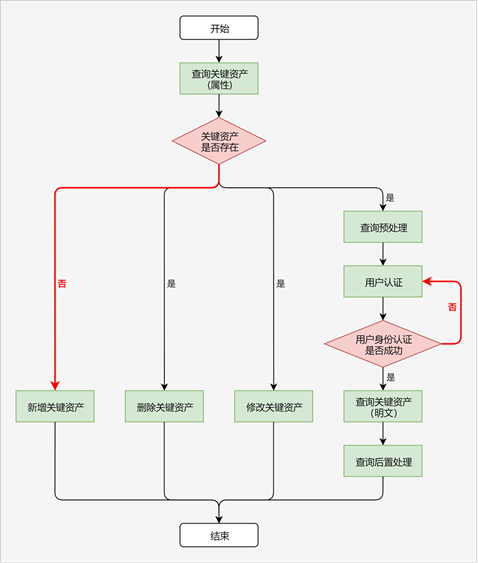 开始
查询关键资产
(属性)
关键资产
是否存在
是
查询预处理
否
是
是
用户认证
否
用户身份认证
是否成功
是
新增关键资产
删除关键资产
修改关键资产
查询关键资产
（明文）
查询后置处理
结束